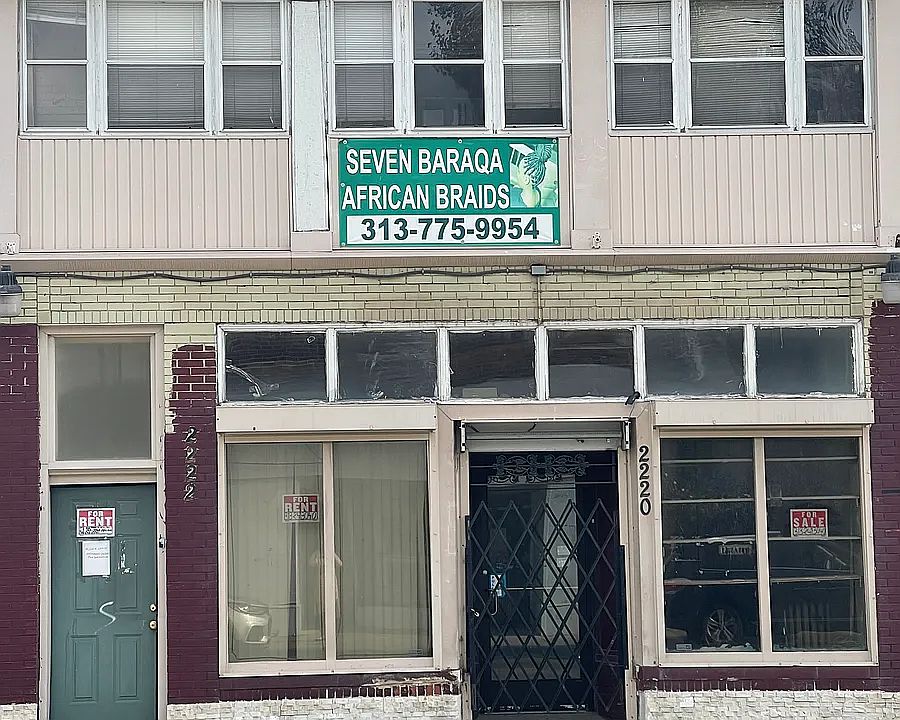 SEVEN BARAQA
AFRICAN BRAIDS
313-775-9954
2222
2220
FOR
RENT
FOR
RENT
FOR
SALE